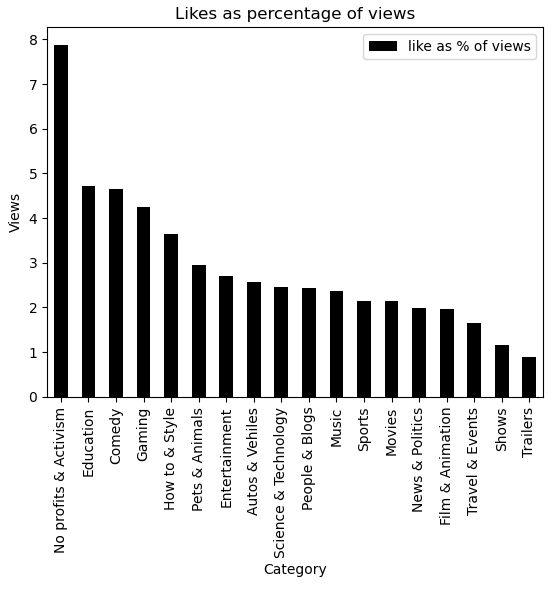 Likes as percentage of views
like as % of views
Views
8
7
6
5
4
3
2
1
0
No profits & Activism
Education
Comedy
Gaming
How to & Style
Pets & Animals
Entertainment
Autos & Vehiles
Science & Technology
People & Blogs
Music
Sports
Movies
News & Politics
Film & Animation
Travel & Events
Shows
Trailers
Category